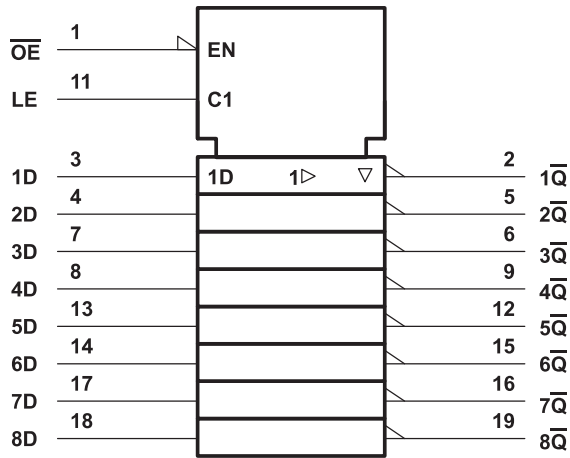 O̅E̅ 1 EN
LE 11 C1
1D 3 1D 1 2 1Q̅
2D 4 5 2Q̅
3D 7 6 3Q̅
4D 8 9 4Q̅
5D 13 12 5Q̅
6D 14 15 6Q̅
7D 17 16 7Q̅
8D 18 19 8Q̅